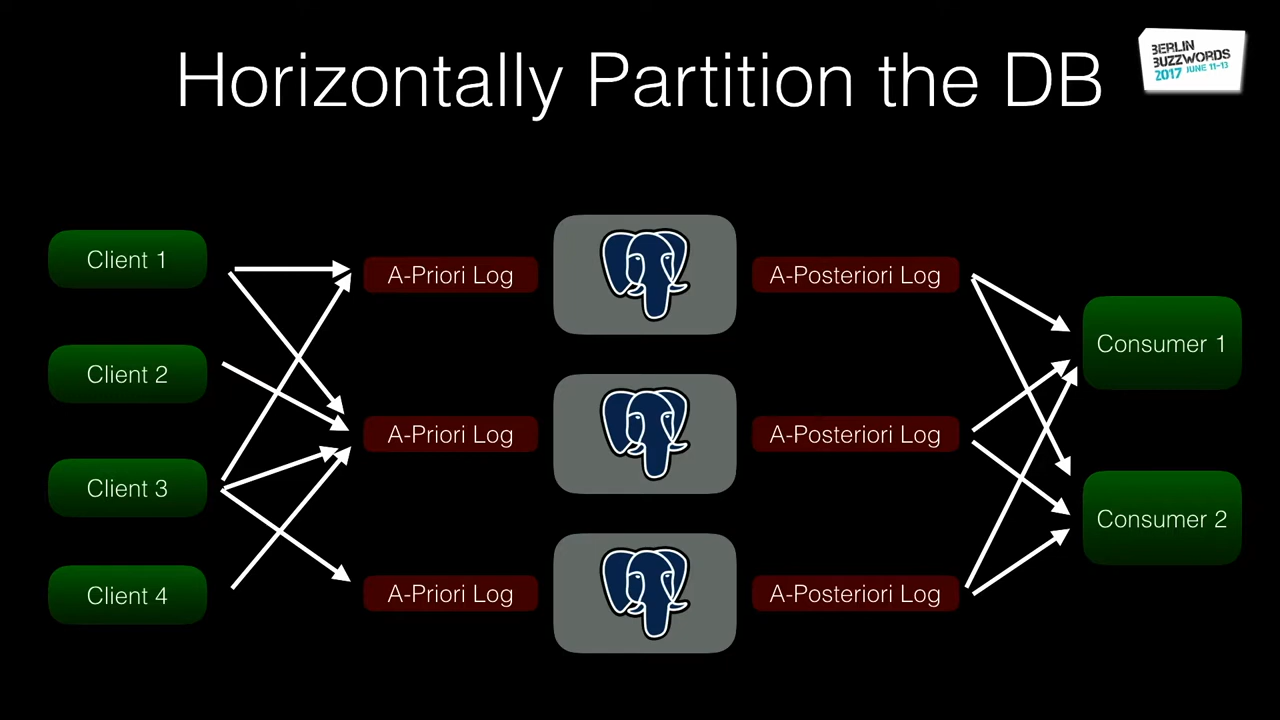 Horizontally Partition the DB
BERLIN
BUZZWORDS
2017 JUNE 11-13
Client 1
Client 2
Client 3
Client 4
A-Priori Log
A-Priori Log
A-Priori Log
A-Posteriori Log
A-Posteriori Log
A-Posteriori Log
Consumer 1
Consumer 2